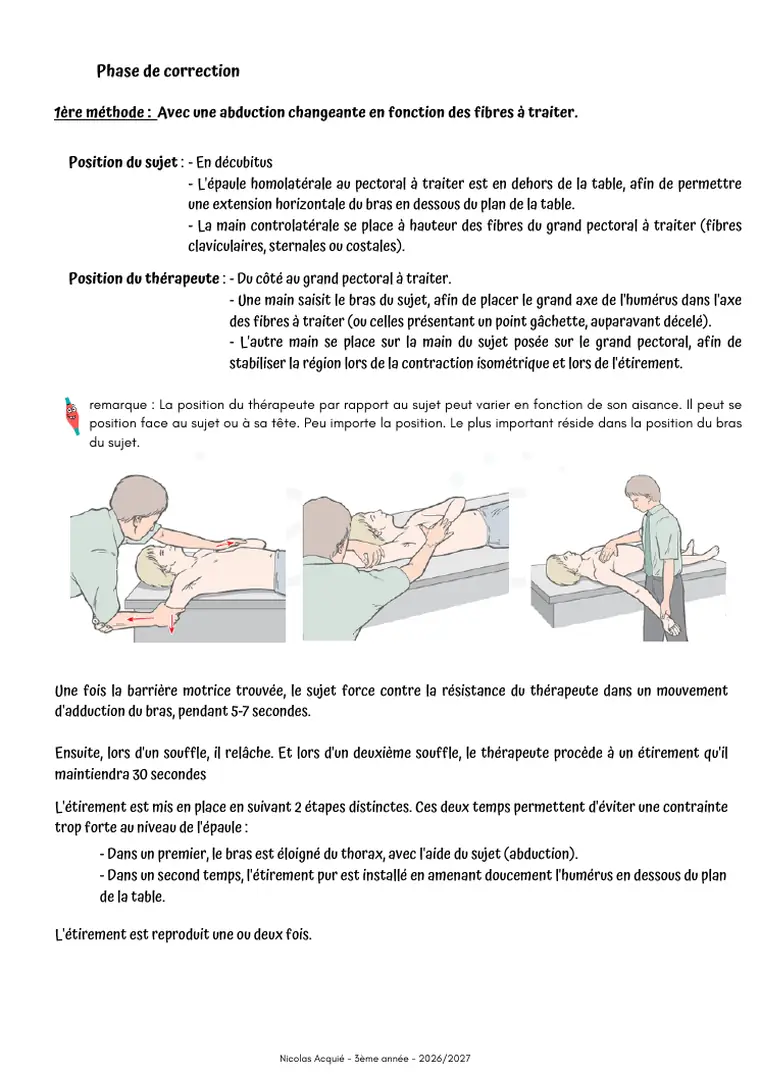 Phase de correction
1ère méthode : Avec une abduction changeante en fonction des fibres à traiter.
Position du sujet : - En décubitus
- L'épaule homolatérale au pectoral à traiter est en dehors de la table, afin de permettre
une extension horizontale du bras en dessous du plan de la table.
- La main controlatérale se place à hauteur des fibres du grand pectoral à traiter (fibres
claviculaires, sternales ou costales).
Position du thérapeute : - Du côté au grand pectoral à traiter.
- Une main saisit le bras du sujet, afin de placer le grand axe de l'humérus dans l'axe
des fibres à traiter (ou celles présentant un point gâchette, auparavant décelé).
- L'autre main se place sur la main du sujet posée sur le grand pectoral, afin de
stabiliser la région lors de la contraction isométrique et lors de l'étirement.
remarque : La position du thérapeute par rapport au sujet peut varier en fonction de son aisance. Il peut se
position face au sujet ou à sa tête. Peu importe la position. Le plus important réside dans la position du bras
du sujet.
Une fois la barrière motrice trouvée, le sujet force contre la résistance du thérapeute dans un mouvement
d'adduction du bras, pendant 5-7 secondes.
Ensuite, lors d'un souffle, il relâche. Et lors d'un deuxième souffle, le thérapeute procède à un étirement qu'il
maintiendra 30 secondes
L'étirement est mis en place en suivant 2 étapes distinctes. Ces deux temps permettent d'éviter une contrainte
trop forte au niveau de l'épaule :
- Dans un premier, le bras est éloigné du thorax, avec l'aide du sujet (abduction).
- Dans un second temps, l'étirement pur est installé en amenant doucement l'humérus en dessous du plan
de la table.
L'étirement est reproduit une ou deux fois.
Nicolas Acquié - 3ème année - 2026/2027